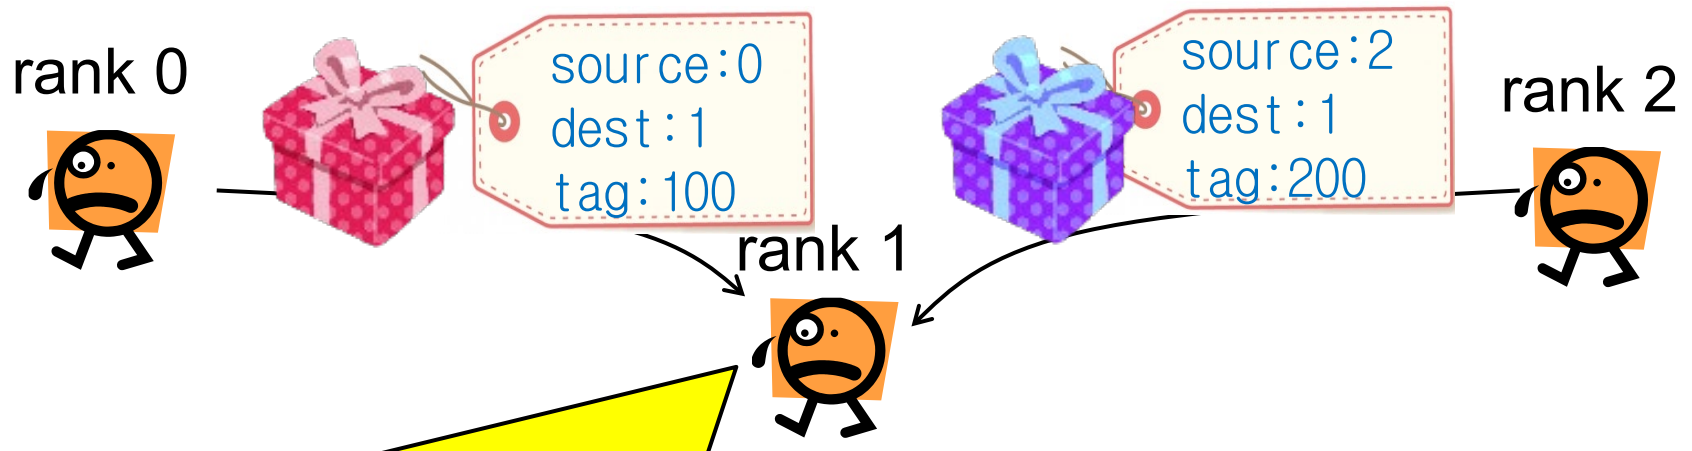 rank 0
source:0
dest:1
tag:100
source:2
dest:1
tag:200
rank 2
rank 1